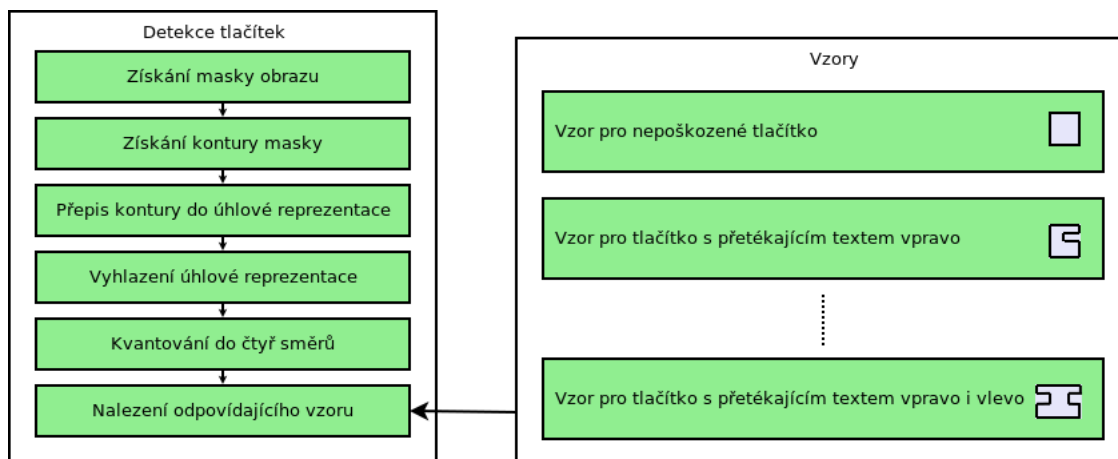 Detekce tlačítek
Získání masky obrazu
Získání kontury masky
Přepis kontury do úhlové reprezentace
Vyhlazení úhlové reprezentace
Kvantování do čtyř směrů
Nalezení odpovídajícího vzoru
Vzory
Vzor pro nepoškozené tlačítko
Vzor pro tlačítko s přetékajícím textem vpravo
Vzor pro tlačítko s přetékajícím textem vpravo i vlevo